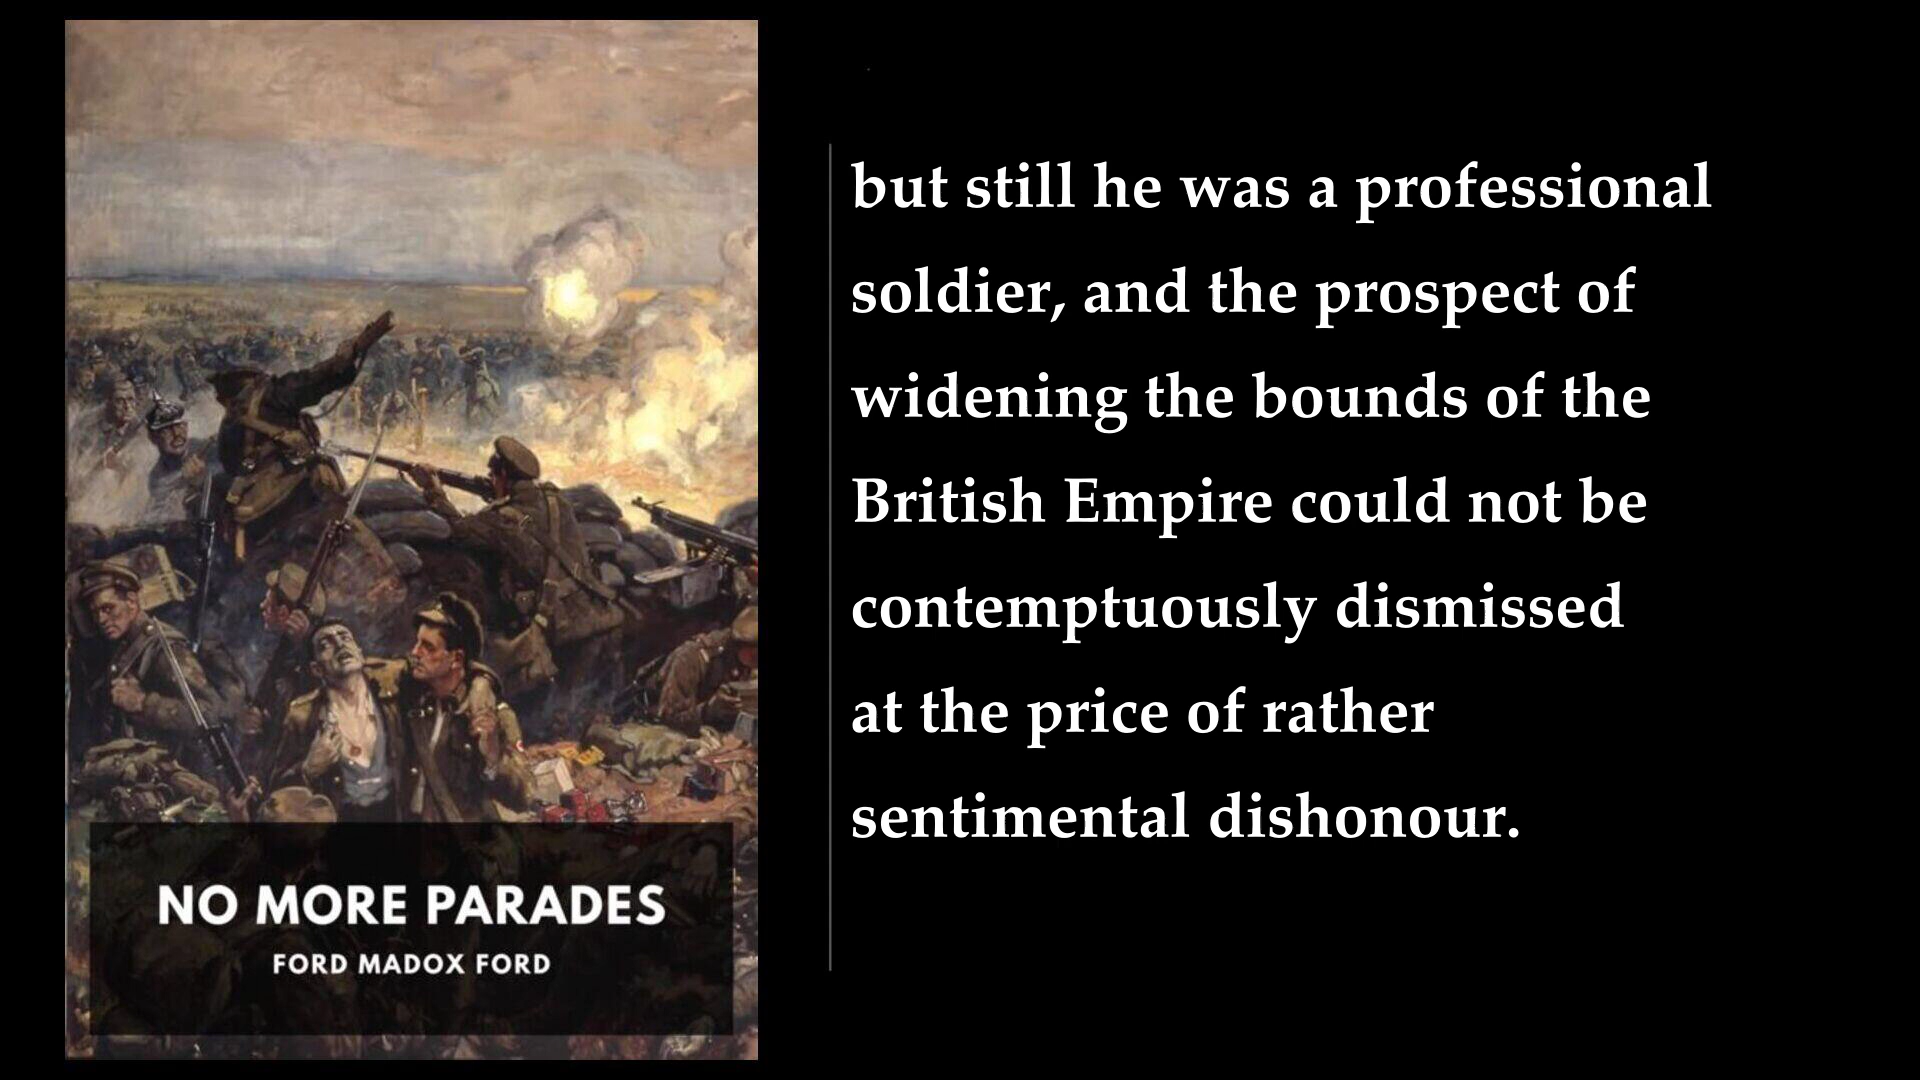 but still he was a professional
soldier, and the prospect of
widening the bounds of the
British Empire could not be
contemptuously dismissed
at the price of rather
sentimental dishonour.
NO MORE PARADES
FORD MADOX FORD